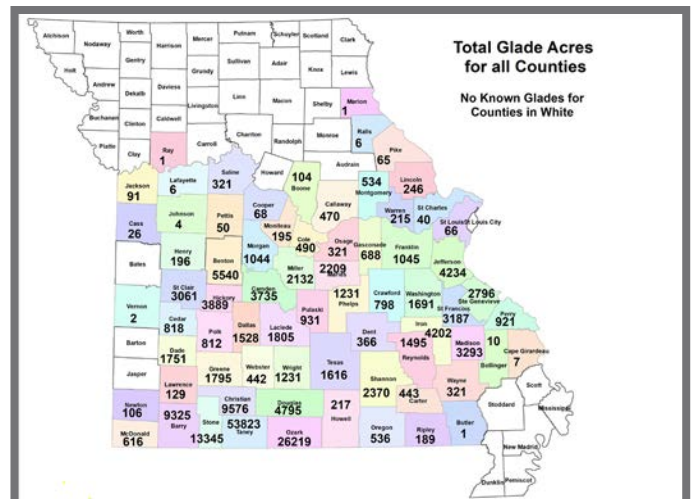 Total Glade Acres
for all Counties
No Known Glades for
Counties in White
Atchison
Nodaway
Worth
Harrison
Mercer
Putnam
Schuyler
Scotland
Clark
Holt
Gentry
Sullivan
Adair
Knox
Lewis
Andrew
Dekalb
Daviess
Grundy
Livingston
Linn
Macon
Shelby
Marion
1
Buchanan
Clinton
Caldwell
Chariton
Randolph
Monroe
Ralls
6
Platte
Clay
Ray
1
Carroll
Howard
Audrain
Pike
65
Jackson
91
Lafayette
6
Saline
321
104
Boone
534
Montgomery
Lincoln
246
Cooper
68
Callaway
470
Warren
215
St Charles
40
St Louis
66
St Louis City
Cass
26
Johnson
4
Pettis
50
Moniteau
195
Cole
490
Osage
321
Gasconade
688
Franklin
1045
Jefferson
4234
Bates
Henry
196
Benton
5540
Morgan
1044
Miller
2132
2209
Maries
St Clair
3061
Hickory
3889
Camden
3735
Pulaski
931
1231
Phelps
Crawford
798
Washington
1691
2796
Ste Genevieve
St Francois
3187
Perry
921
Vernon
2
Cedar
818
Polk
812
Dallas
1528
Laclede
1805
Dent
366
Iron
4202
1495
Reynolds
Madison
3293
10
Bollinger
Cape Girardeau
7
Barton
Dade
1751
Greene
1795
Webster
442
Wright
1231
Texas
1616
Shannon
2370
443
Carter
Wayne
321
Scott
Jasper
Lawrence
129
Christian
9576
Douglas
4795
217
Howell
Stoddard
Mississippi
Newton
106
9325
Barry
Stone
13345
53823
Taney
Ozark
26219
Oregon
536
Ripley
189
Butler
1
McDonald
616
New Madrid
Dunklin
Pemiscot